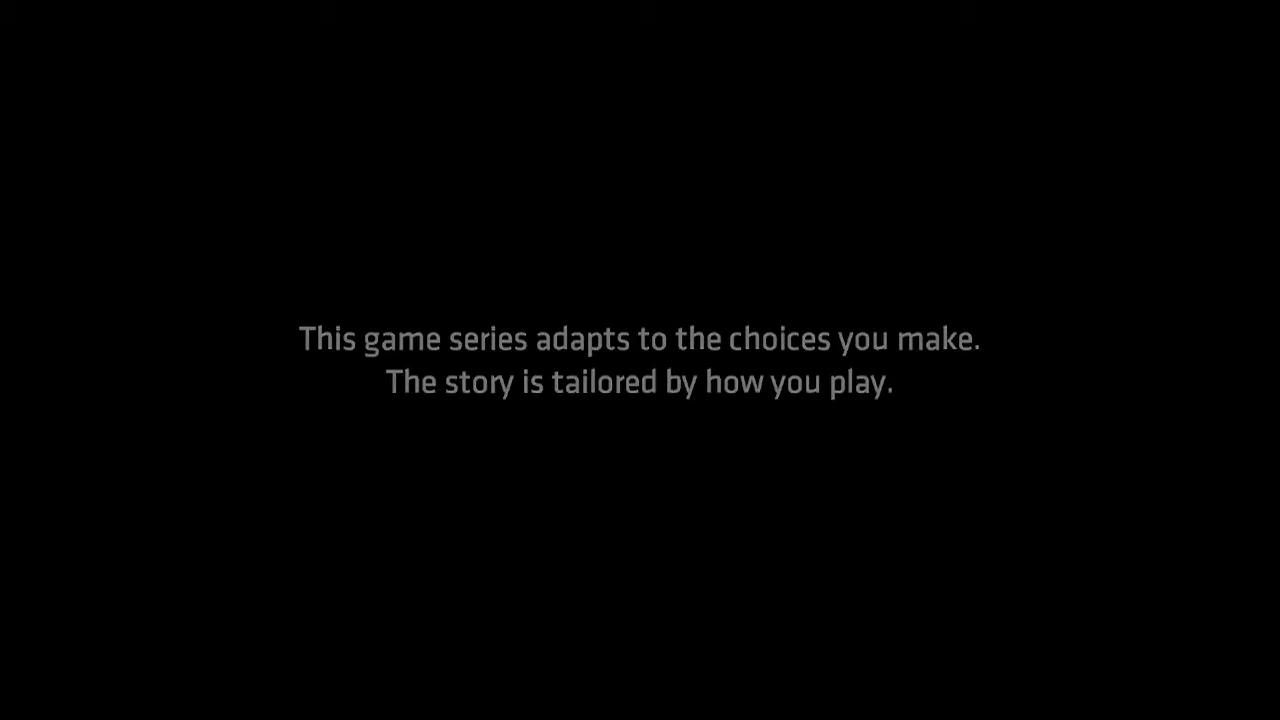 This game series adapts to the choices you make.
The story is tailored by how you play.